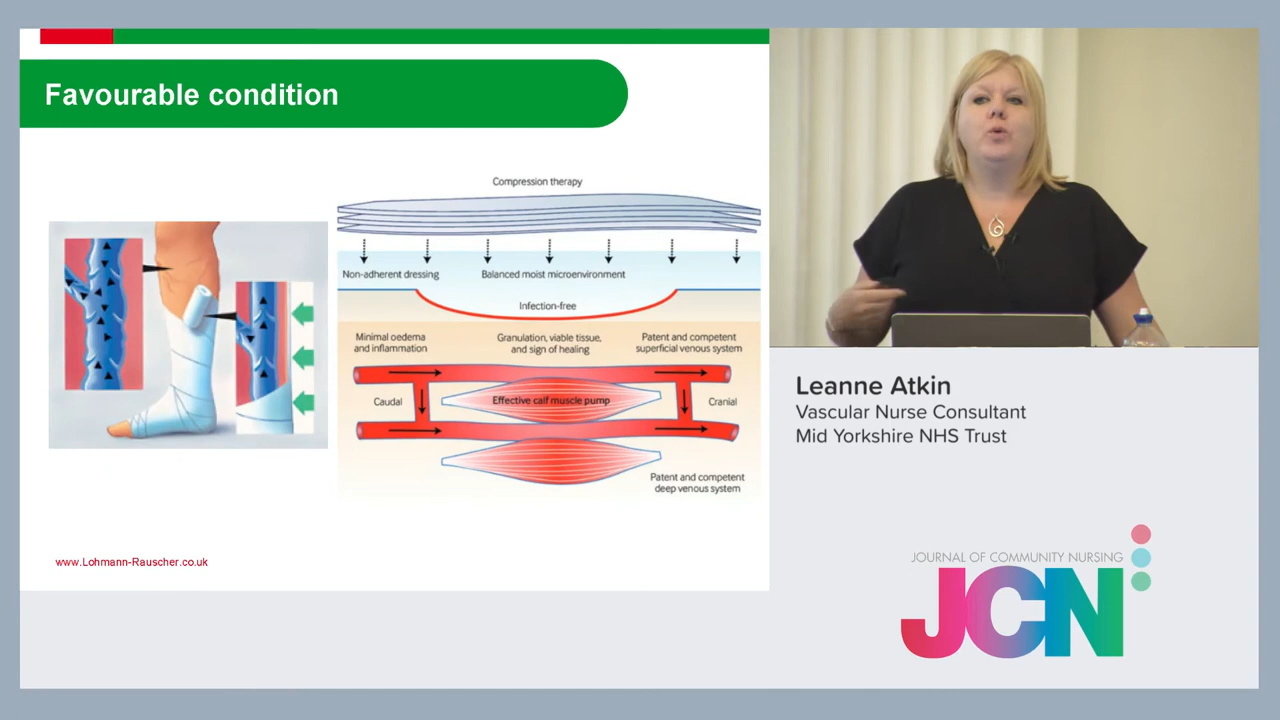 Favourable condition
Compression therapy
Non-adherent dressing
Balanced moist microenvironment
Infection-free
Minimal oedema
and inflammation
Granulation, viable tissue,
and sign of healing
Patent and competent
superficial venous system
Caudal
Effective calf muscle pump
Cranial
Patent and competent
deep venous system
www.Lohmann-Rauscher.co.uk
Leanne Atkin
Vascular Nurse Consultant
Mid Yorkshire NHS Trust
JOURNAL OF COMMUNITY NURSING
JCN